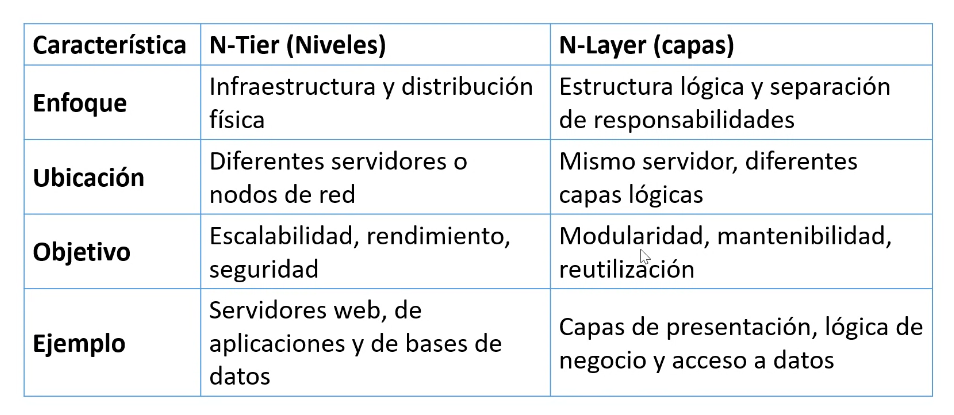 Característica
N-Tier (Niveles)
N-Layer (capas)
Enfoque
Infraestructura y distribución
física
Estructura lógica y separación
de responsabilidades
Ubicación
Diferentes servidores o
nodos de red
Mismo servidor, diferentes
capas lógicas
Objetivo
Escalabilidad, rendimiento,
seguridad
Modularidad, mantenibilidad,
reutilización
Ejemplo
Servidores web, de
aplicaciones y de bases de
datos
Capas de presentación, lógica de
negocio y acceso a datos